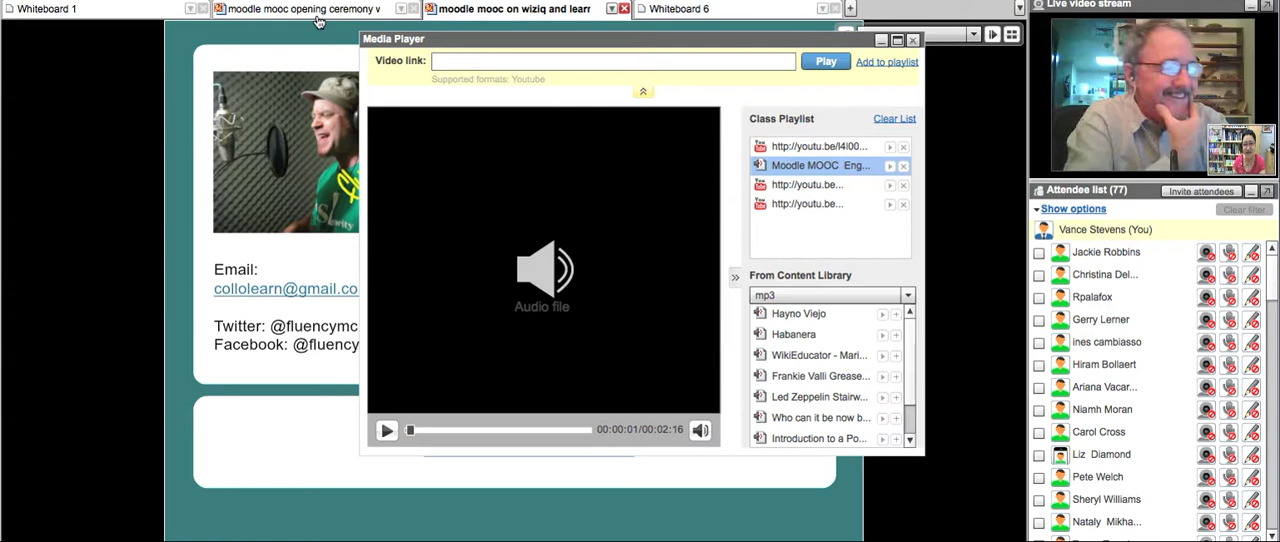 Whiteboard 1
moodle mooc opening ceremony v
moodle mooc on wiziq and learn
Whiteboard 6
Media Player
Video link:
Play
Add to playlist
Supported formats: Youtube
Email:
collolearn@gmail.co
Twitter: @fluencymc
Facebook: @fluency
Audio file
00:00:01/00:02:16
Class Playlist
Clear List
http://youtu.be/I4I00...
Moodle MOOC Eng...
http://youtu.be...
http://youtu.be...
From Content Library
mp3
Hayno Viejo
Habanera
WikiEducator - Mari...
Frankie Valli Grease...
Led Zeppelin Stairw...
Who can it be now b...
Introduction to a Po...
Live video stream
Attendee list (77)
Invite attendees
Show options
Clear filter
Vance Stevens (You)
Jackie Robbins
Christina Del...
Rpalafox
Gerry Lerner
ines cambiasso
Hiram Bollaert
Ariana Vacar...
Niamh Moran
Carol Cross
Liz Diamond
Pete Welch
Sheryl Williams
Nataly Mikha...